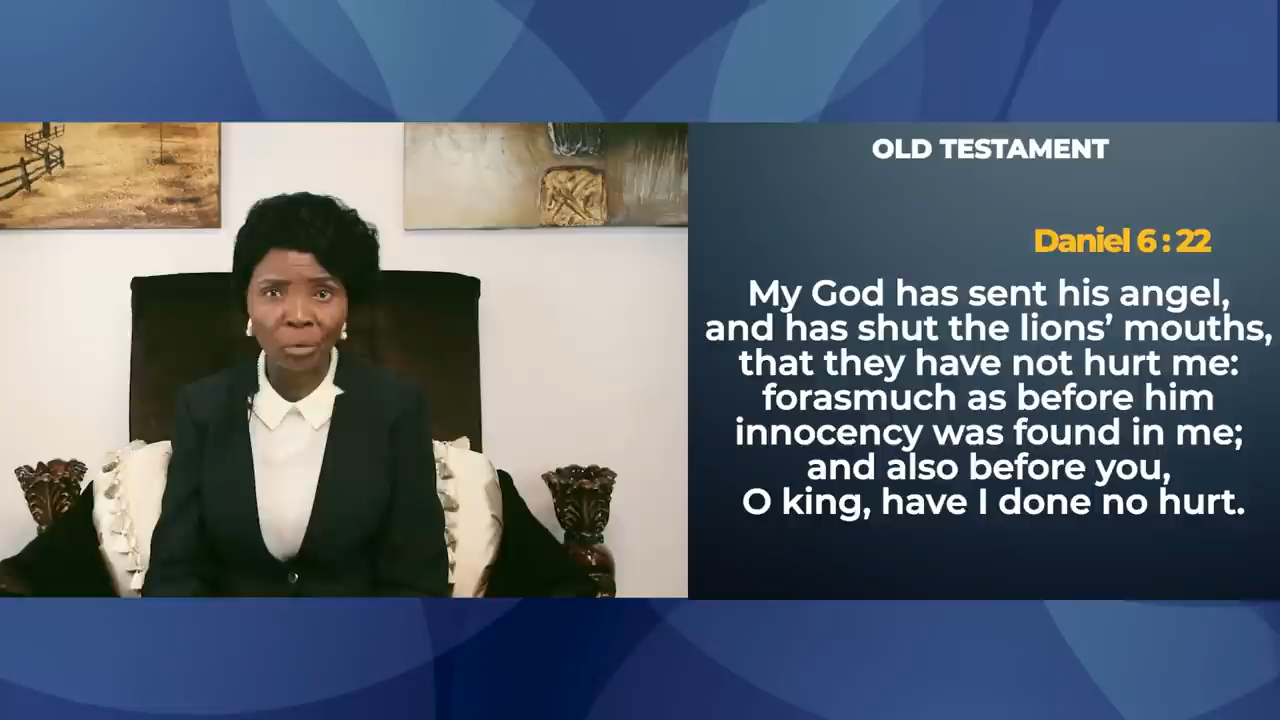 OLD TESTAMENT
Daniel 6 : 22
My God has sent his angel,
and has shut the lions’ mouths,
that they have not hurt me:
forasmuch as before him
innocency was found in me;
and also before you,
O king, have I done no hurt.